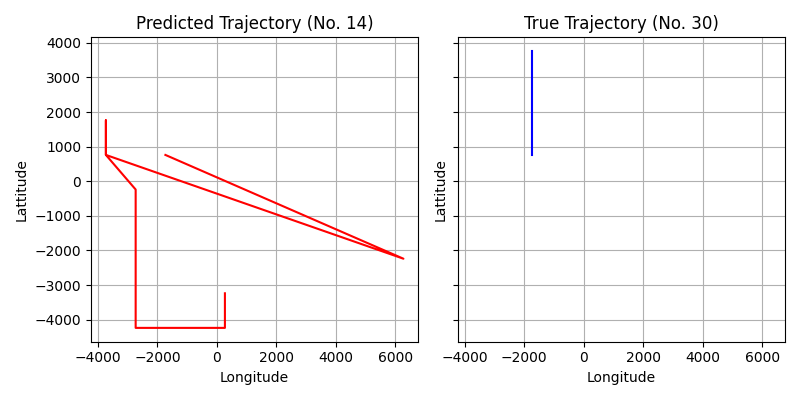 Predicted Trajectory (No. 14)
True Trajectory (No. 30)
4000
3000
2000
1000
0
−1000
−2000
−3000
−4000
Lattitude
Lattitude
−4000 −2000 0 2000 4000 6000
−4000 −2000 0 2000 4000 6000
Longitude
Longitude